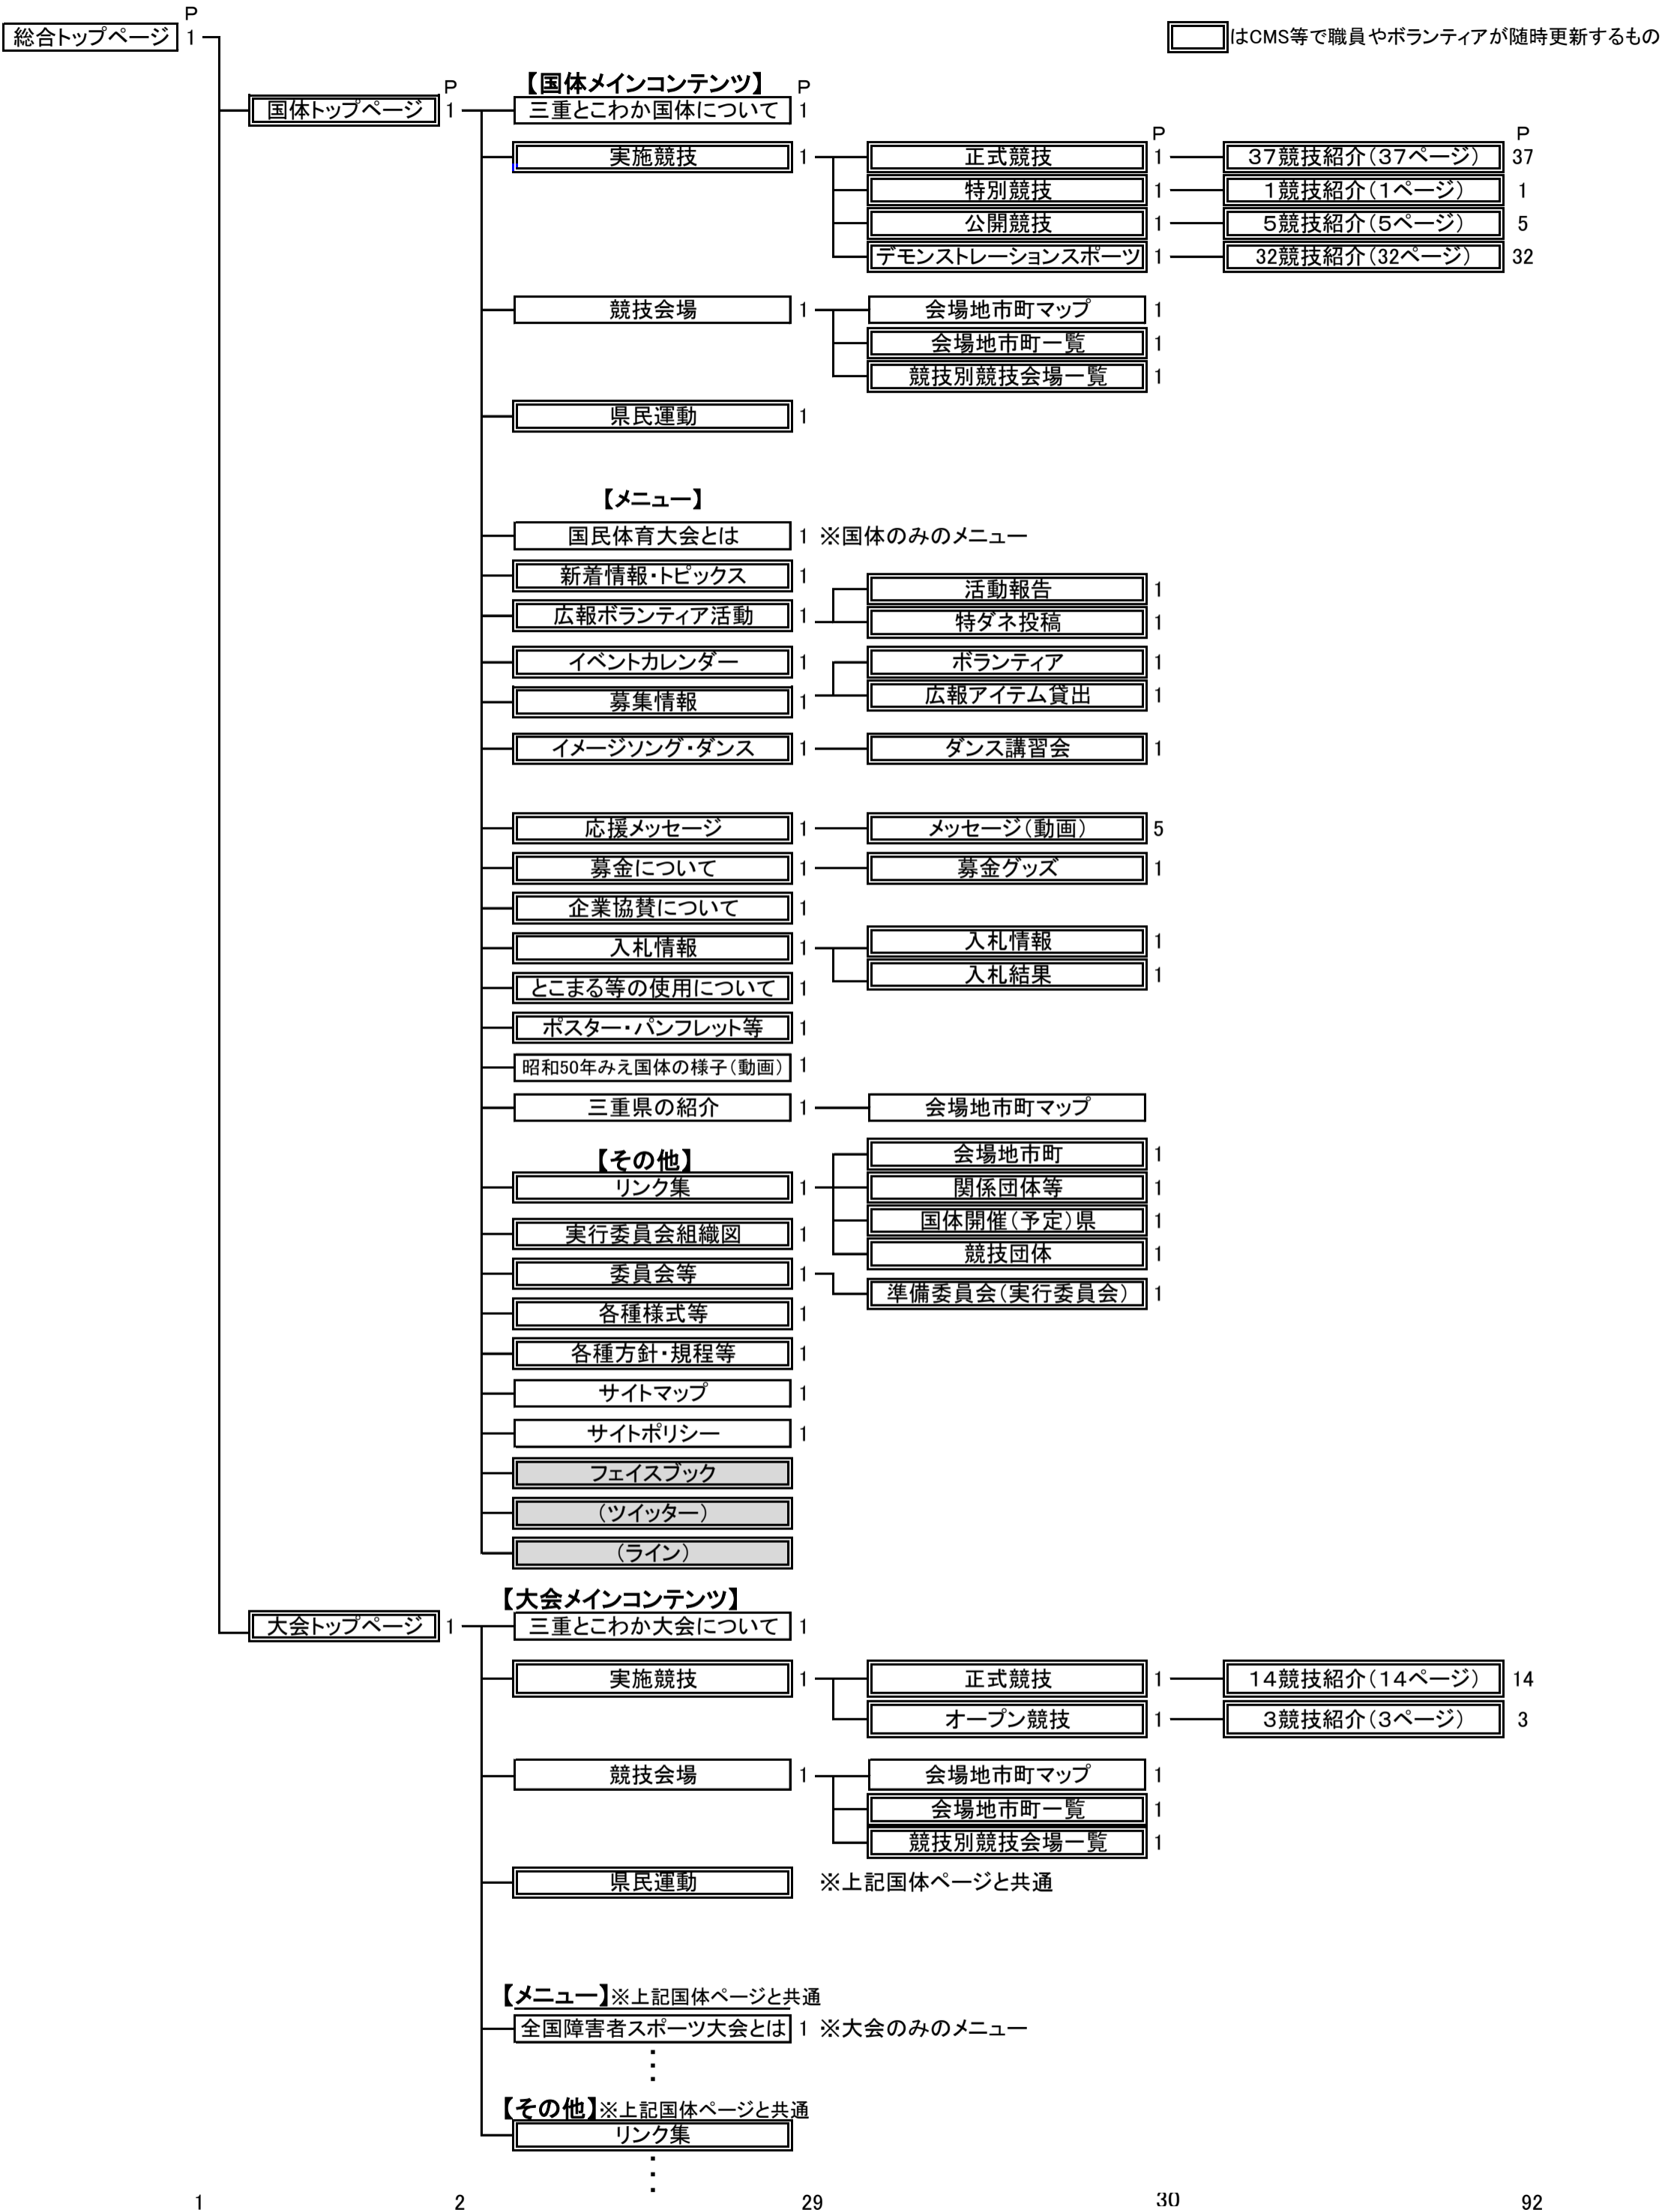 P
総合トップページ 1
はCMS等で職員やボランティアが随時更新するもの
P 【国体メインコンテンツ】 P
国体トップページ 1 三重とこわか国体について 1
P P
実施競技 1 正式競技 1 37競技紹介(37ページ) 37
特別競技 1 1競技紹介(1ページ) 1
公開競技 1 5競技紹介(5ページ) 5
デモンストレーションスポーツ 1 32競技紹介(32ページ) 32
競技会場 1 会場地市町マップ 1
会場地市町一覧 1
競技別競技会場一覧 1
県民運動 1
【メニュー】
国民体育大会とは 1 ※国体のみのメニュー
新着情報・トピックス 1
活動報告 1
広報ボランティア活動 1
特ダネ投稿 1
イベントカレンダー 1 ボランティア 1
募集情報 1 広報アイテム貸出 1
イメージソング・ダンス 1 ダンス講習会 1
応援メッセージ 1 メッセージ(動画) 5
募金について 1 募金グッズ 1
企業協賛について 1
入札情報 1 入札情報 1
入札結果 1
とこまる等の使用について 1
ポスター・パンフレット等 1
昭和50年みえ国体の様子(動画) 1
三重県の紹介 1 会場地市町マップ
【その他】 会場地市町 1
リンク集 1 関係団体等 1
国体開催(予定)県 1
実行委員会組織図 1
競技団体 1
委員会等 1
準備委員会(実行委員会) 1
各種様式等 1
各種方針・規程等 1
サイトマップ 1
サイトポリシー 1
フェイスブック
(ツイッター)
(ライン)
【大会メインコンテンツ】
大会トップページ 1 三重とこわか大会について 1
実施競技 1 正式競技 1 14競技紹介(14ページ) 14
オープン競技 1 3競技紹介(3ページ) 3
競技会場 1 会場地市町マップ 1
会場地市町一覧 1
競技別競技会場一覧 1
県民運動 ※上記国体ページと共通
【メニュー】※上記国体ページと共通
全国障害者スポーツ大会とは 1 ※大会のみのメニュー
⋮
【その他】※上記国体ページと共通
リンク集
⋮
1 2 29 30 92